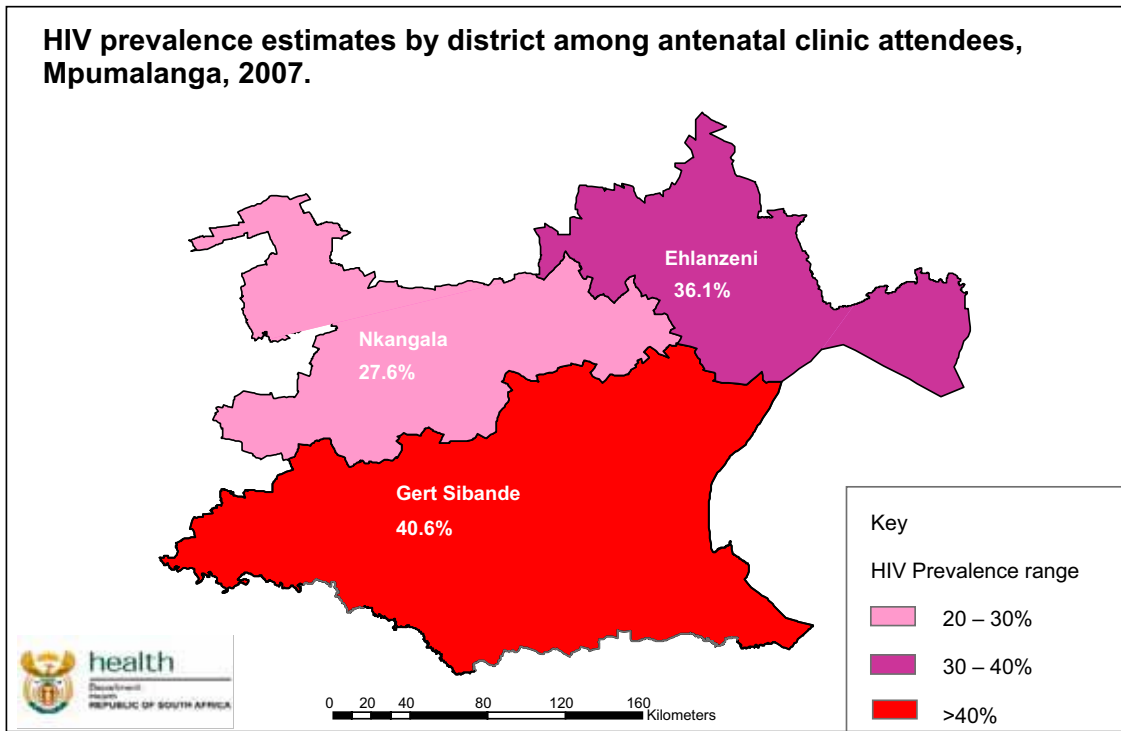 HIV prevalence estimates by district among antenatal clinic attendees,
Mpumalanga, 2007.
Ehlanzeni
36.1%
Nkangala
27.6%
Gert Sibande
40.6%
Key
HIV Prevalence range
20 – 30%
30 – 40%
>40%
health
Department:
Health
REPUBLIC OF SOUTH AFRICA
0 20 40 80 120 160
Kilometers